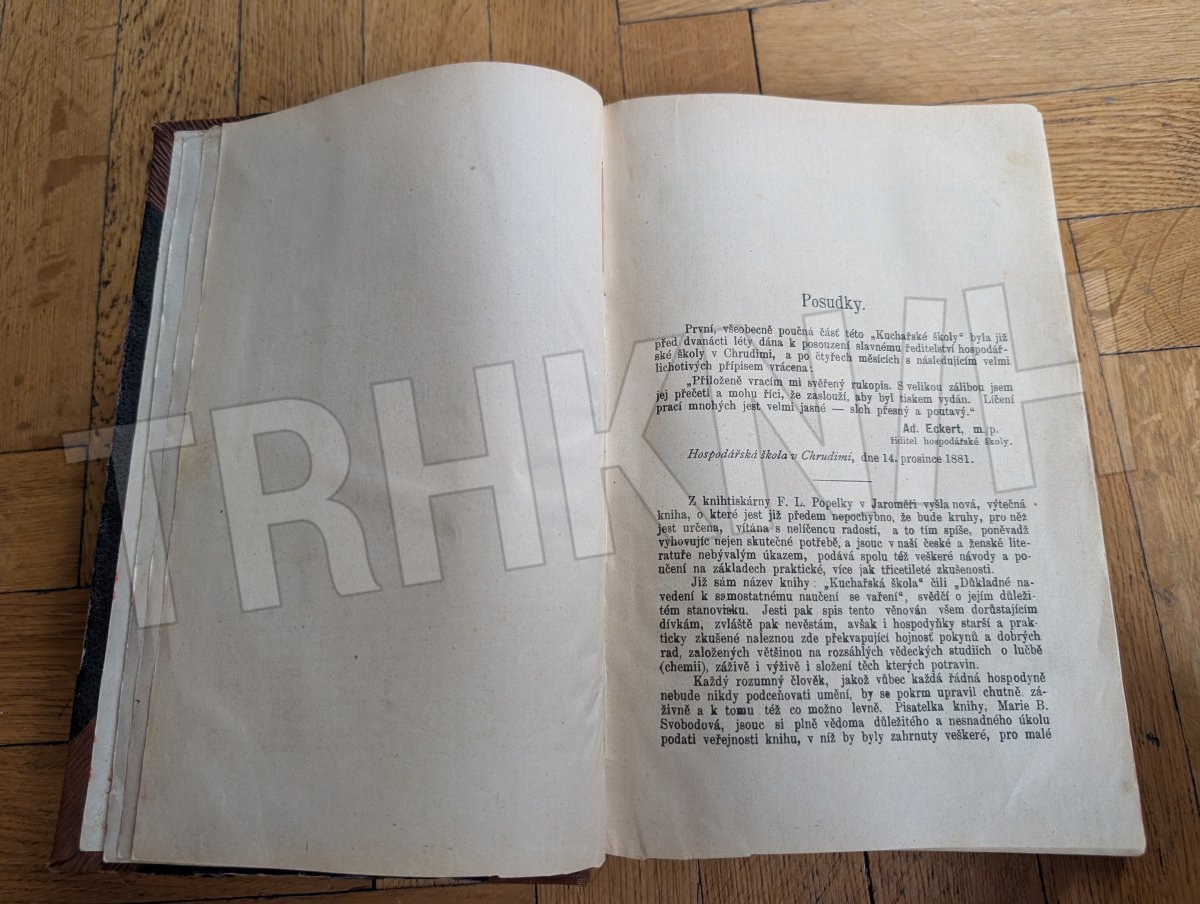 Posudky.
První, všeobecně poučná část této „Kuchařské školy“ byla již
před dvanácti léty dána k posouzení slavnému ředitelství hospodář-
ské školy v Chrudimi, a po čtyřech měsících s následujícím velmi
lichotivých přípisem vrácena:
„Přiloženě vracím mi svěřený rukopis. S velikou zálibou jsem
jej přečetl a mohu říci, že zaslouží, aby byl tiskem vydán. Líčení
prací mnohých jest velmi jasné — sloh přesný a poutavý.“
Ad. Eckert, m. p.
řiditel hospodářské školy.
Hospodářská škola v Chrudimi, dne 14. prosince 1881.
Z knihtiskárny F. L. Popelky v Jaroměři vyšla nová, výtečná
kniha, o které jest již předem nepochybno, že bude kruhy, pro něž
jest určena, vítána s nelíčenou radostí, a to tím spíše, poněvadž
vyhovujíc nejen skutečné potřebě, a jsouc v naší české a ženské lite-
ratuře nebývalým úkazem, podává spolu též veškeré návody a po-
učení na základech praktické, více jak třicetileté zkušenosti.
Již sám název knihy: „Kuchařská škola“ čili „Důkladné na-
vedení k samostatnému naučení se vaření“, svědčí o jejím důleži-
tém stanovisku. Jesti pak spis tento věnován všem dorůstajícím
dívkám, zvláště pak nevěstám, avšak i hospodyňky starší a prak-
ticky zkušené naleznou zde překvapující hojnost pokynů a dobrých
rad, založených většinou na rozsáhlých vědeckých studiích o lučbě
(chemii), záživě i výživě i složení těch kterých potravin.
Každý rozumný člověk, jakož vůbec každá řádná hospodyně
nebude nikdy podceňovati umění, by se pokrm upravil chutně, zá-
živně a k tomu též co možno levně. Pisatelka knihy, Marie B.
Svobodová, jsouc si plně vědoma důležitého a nesnadného úkolu
podati veřejnosti knihu, v níž by byly zahrnuty veškeré, pro malé
TRHKNIH